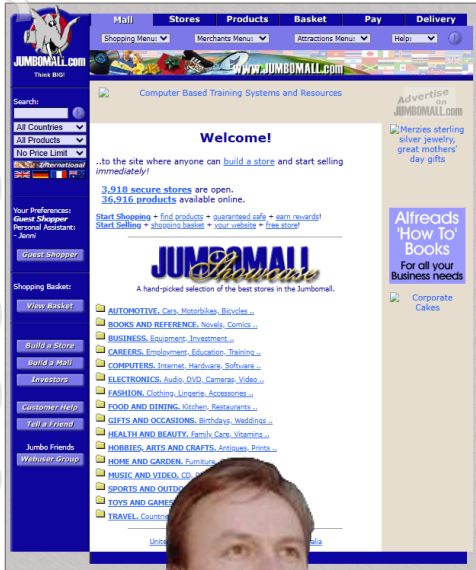 Mall Stores Products Basket Pay Delivery
Shopping Menu: Merchants Menu: Attractions Menu: Help:
JUMBOMALL.com
Think BIG!
www.JUMBOMALL.com
Computer Based Training Systems and Resources
Advertise
on
JUMBOMALL.com
Search:
All Countries
All Products
No Price Limit
International
Welcome!
..to the site where anyone can build a store and start selling
immediately!
3,918 secure stores are open.
36,916 products available online.
Start Shopping + find products + guaranteed safe + earn rewards!
Start Selling + shopping basket + your website + free store!
Merzies sterling
silver jewelry,
great mothers'
day gifts
Your Preferences:
Guest Shopper
Personal Assistant:
- Jenni
Guest Shopper
Shopping Basket:
View Basket
Build a Store
Build a Mall
Investors
Customer Help
Tell a Friend
Jumbo Friends
Webuser Group
JUMBOMALL
Showcase
A hand-picked selection of the best stores in the Jumbomall.
Alfreads
'How To'
Books
For all your
Business needs
Corporate
Cakes
AUTOMOTIVE. Cars, Motorbikes, Bicycles ..
BOOKS AND REFERENCE. Novels, Comics ..
BUSINESS. Equipment, Investment ..
CAREERS. Employment, Education, Training ..
COMPUTERS. Internet, Hardware, Software ..
ELECTRONICS. Audio, DVD, Cameras, Video ..
FASHION. Clothing, Lingerie, Accessories ..
FOOD AND DINING. Kitchen, Restaurants ..
GIFTS AND OCCASIONS. Birthdays, Weddings ..
HEALTH AND BEAUTY. Family Care, Vitamins ..
HOBBIES, ARTS AND CRAFTS. Antiques, Prints ..
HOME AND GARDEN. Furniture,
MUSIC AND VIDEO. CD,
SPORTS AND
TOYS AND GAMES
TRAVEL.